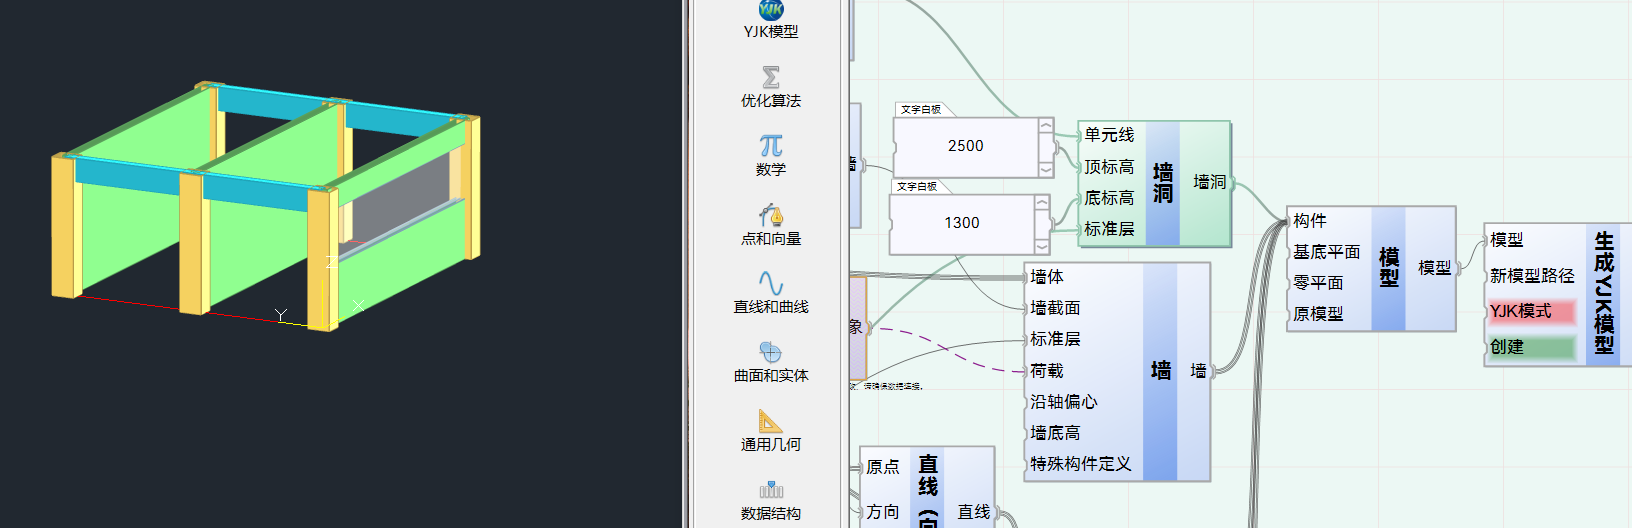 Y
X
Z
YJK
YJK模型
优化算法
数学
点和向量
直线和曲线
曲面和实体
通用几何
数据结构
文字白板
2500
文字白板
1300
单元线
顶标高
底标高
标准层
墙洞
墙洞
墙体
墙截面
标准层
荷载
沿轴偏心
墙底高
特殊构件定义
墙
墙
象
原点
方向
直线
直线
构件
基底平面
零平面
原模型
模型
模型
模型
新模型路径
YJK模式
创建
生成YJK模型